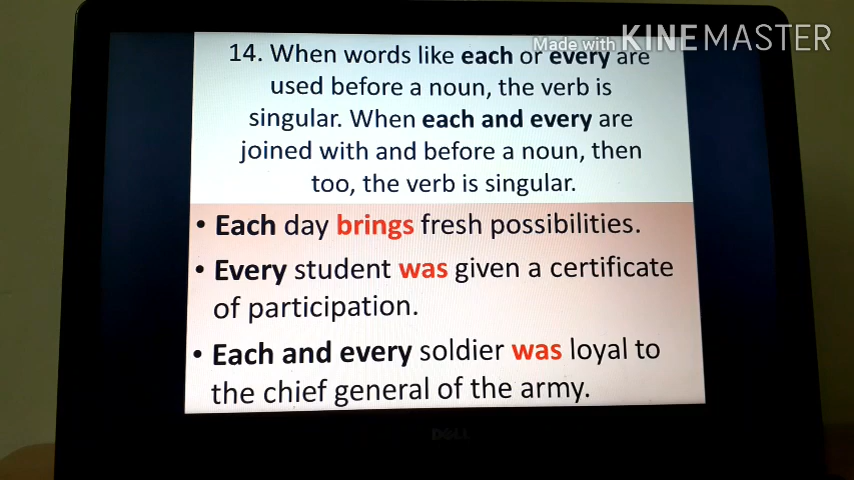 Made with KINEMASTER
14. When words like each or every are
used before a noun, the verb is
singular. When each and every are
joined with and before a noun, then
too, the verb is singular.
• Each day brings fresh possibilities.
• Every student was given a certificate
of participation.
• Each and every soldier was loyal to
the chief general of the army.
DELL